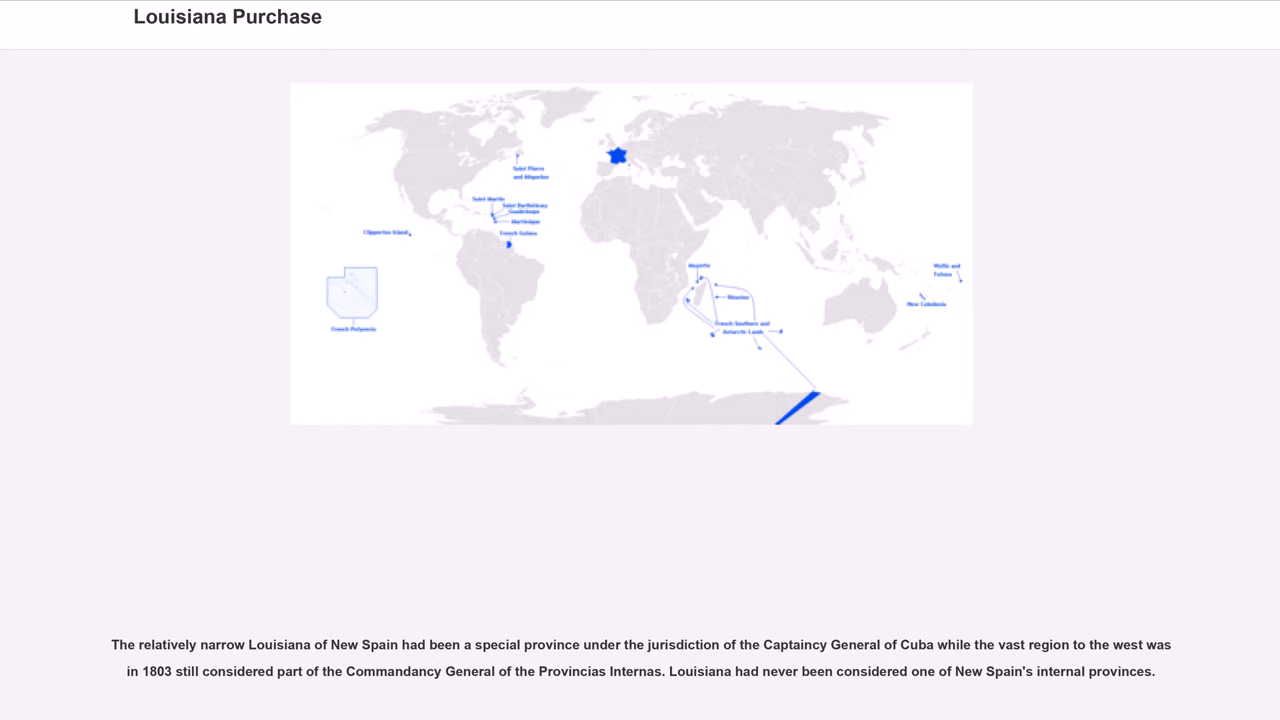 Louisiana Purchase
Saint Pierre
and Miquelon
Saint Martin
Saint Barthélemy
Guadeloupe
Martinique
Clipperton Island
French Guiana
Mayotte
Wallis and
Futuna
Réunion
New Caledonia
French Southern and
Antarctic Lands
French Polynesia
The relatively narrow Louisiana of New Spain had been a special province under the jurisdiction of the Captaincy General of Cuba while the vast region to the west was
in 1803 still considered part of the Commandancy General of the Provincias Internas. Louisiana had never been considered one of New Spain's internal provinces.